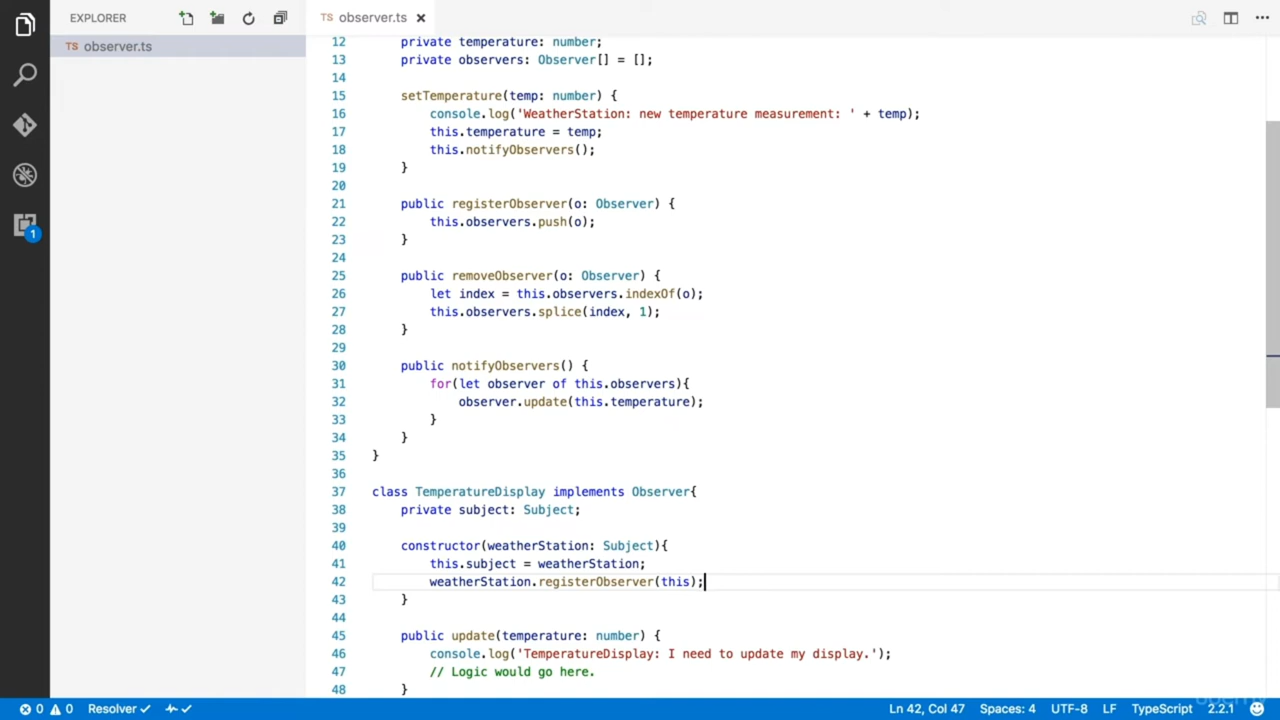 EXPLORER
TS observer.ts
TS observer.ts
12 private temperature: number;
13 private observers: Observer[] = [];
14
15 setTemperature(temp: number) {
16 console.log('WeatherStation: new temperature measurement: ' + temp);
17 this.temperature = temp;
18 this.notifyObservers();
19 }
20
21 public registerObserver(o: Observer) {
22 this.observers.push(o);
23 }
24
25 public removeObserver(o: Observer) {
26 let index = this.observers.indexOf(o);
27 this.observers.splice(index, 1);
28 }
29
30 public notifyObservers() {
31 for(let observer of this.observers){
32 observer.update(this.temperature);
33 }
34 }
35 }
36
37 class TemperatureDisplay implements Observer{
38 private subject: Subject;
39
40 constructor(weatherStation: Subject){
41 this.subject = weatherStation;
42 weatherStation.registerObserver(this);
43 }
44
45 public update(temperature: number) {
46 console.log('TemperatureDisplay: I need to update my display.');
47 // Logic would go here.
48 }
1
0 0 Resolver Ln 42, Col 47 Spaces: 4 UTF-8 LF TypeScript 2.2.1